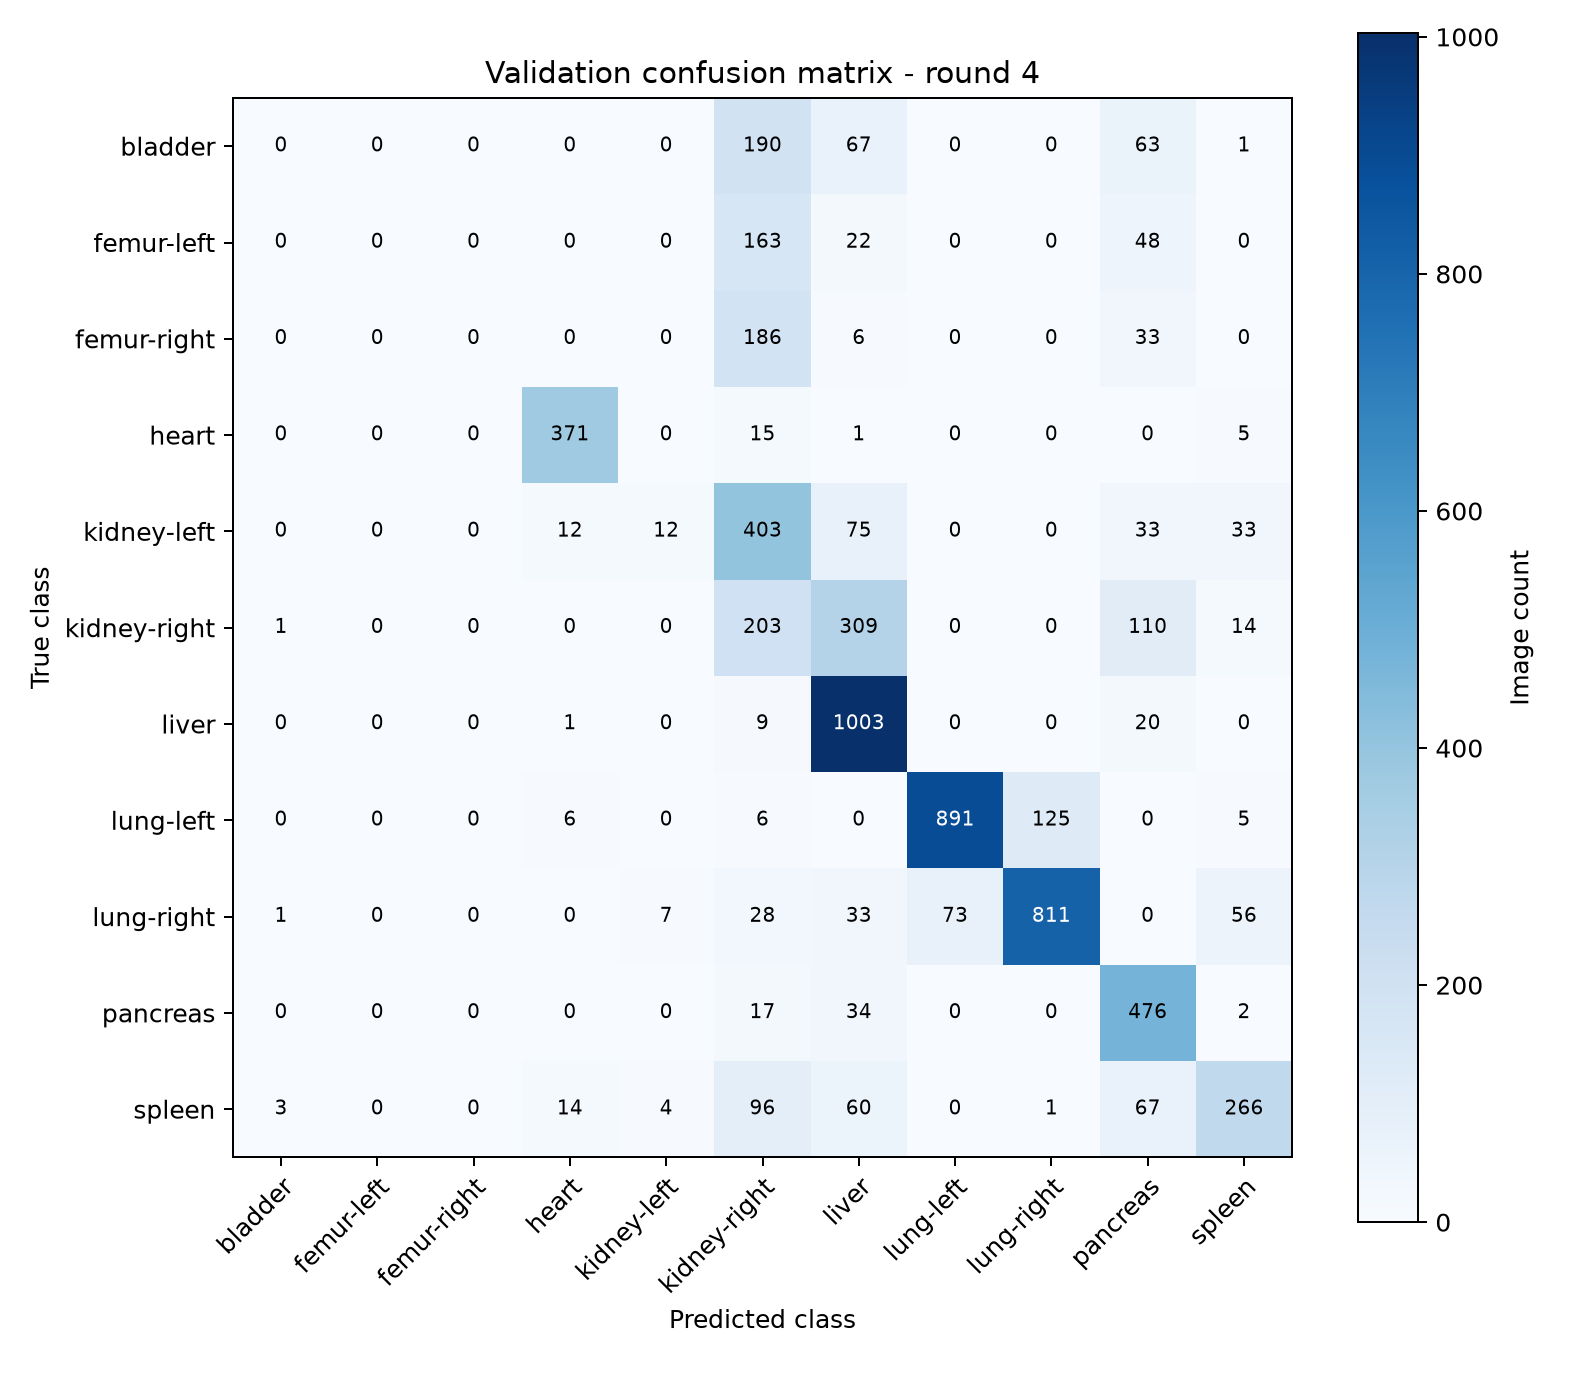 Validation confusion matrix - round 4
bladder 0 0 0 0 0 190 67 0 0 63 1
femur-left 0 0 0 0 0 163 22 0 0 48 0
femur-right 0 0 0 0 0 186 6 0 0 33 0
heart 0 0 0 371 0 15 1 0 0 0 5
kidney-left 0 0 0 12 12 403 75 0 0 33 33
kidney-right 1 0 0 0 0 203 309 0 0 110 14
liver 0 0 0 1 0 9 1003 0 0 20 0
lung-left 0 0 0 6 0 6 0 891 125 0 5
lung-right 1 0 0 0 7 28 33 73 811 0 56
pancreas 0 0 0 0 0 17 34 0 0 476 2
spleen 3 0 0 14 4 96 60 0 1 67 266
True class
bladder femur-left femur-right heart kidney-left kidney-right liver lung-left lung-right pancreas spleen
Predicted class
1000
800
600
400
200
0
Image count